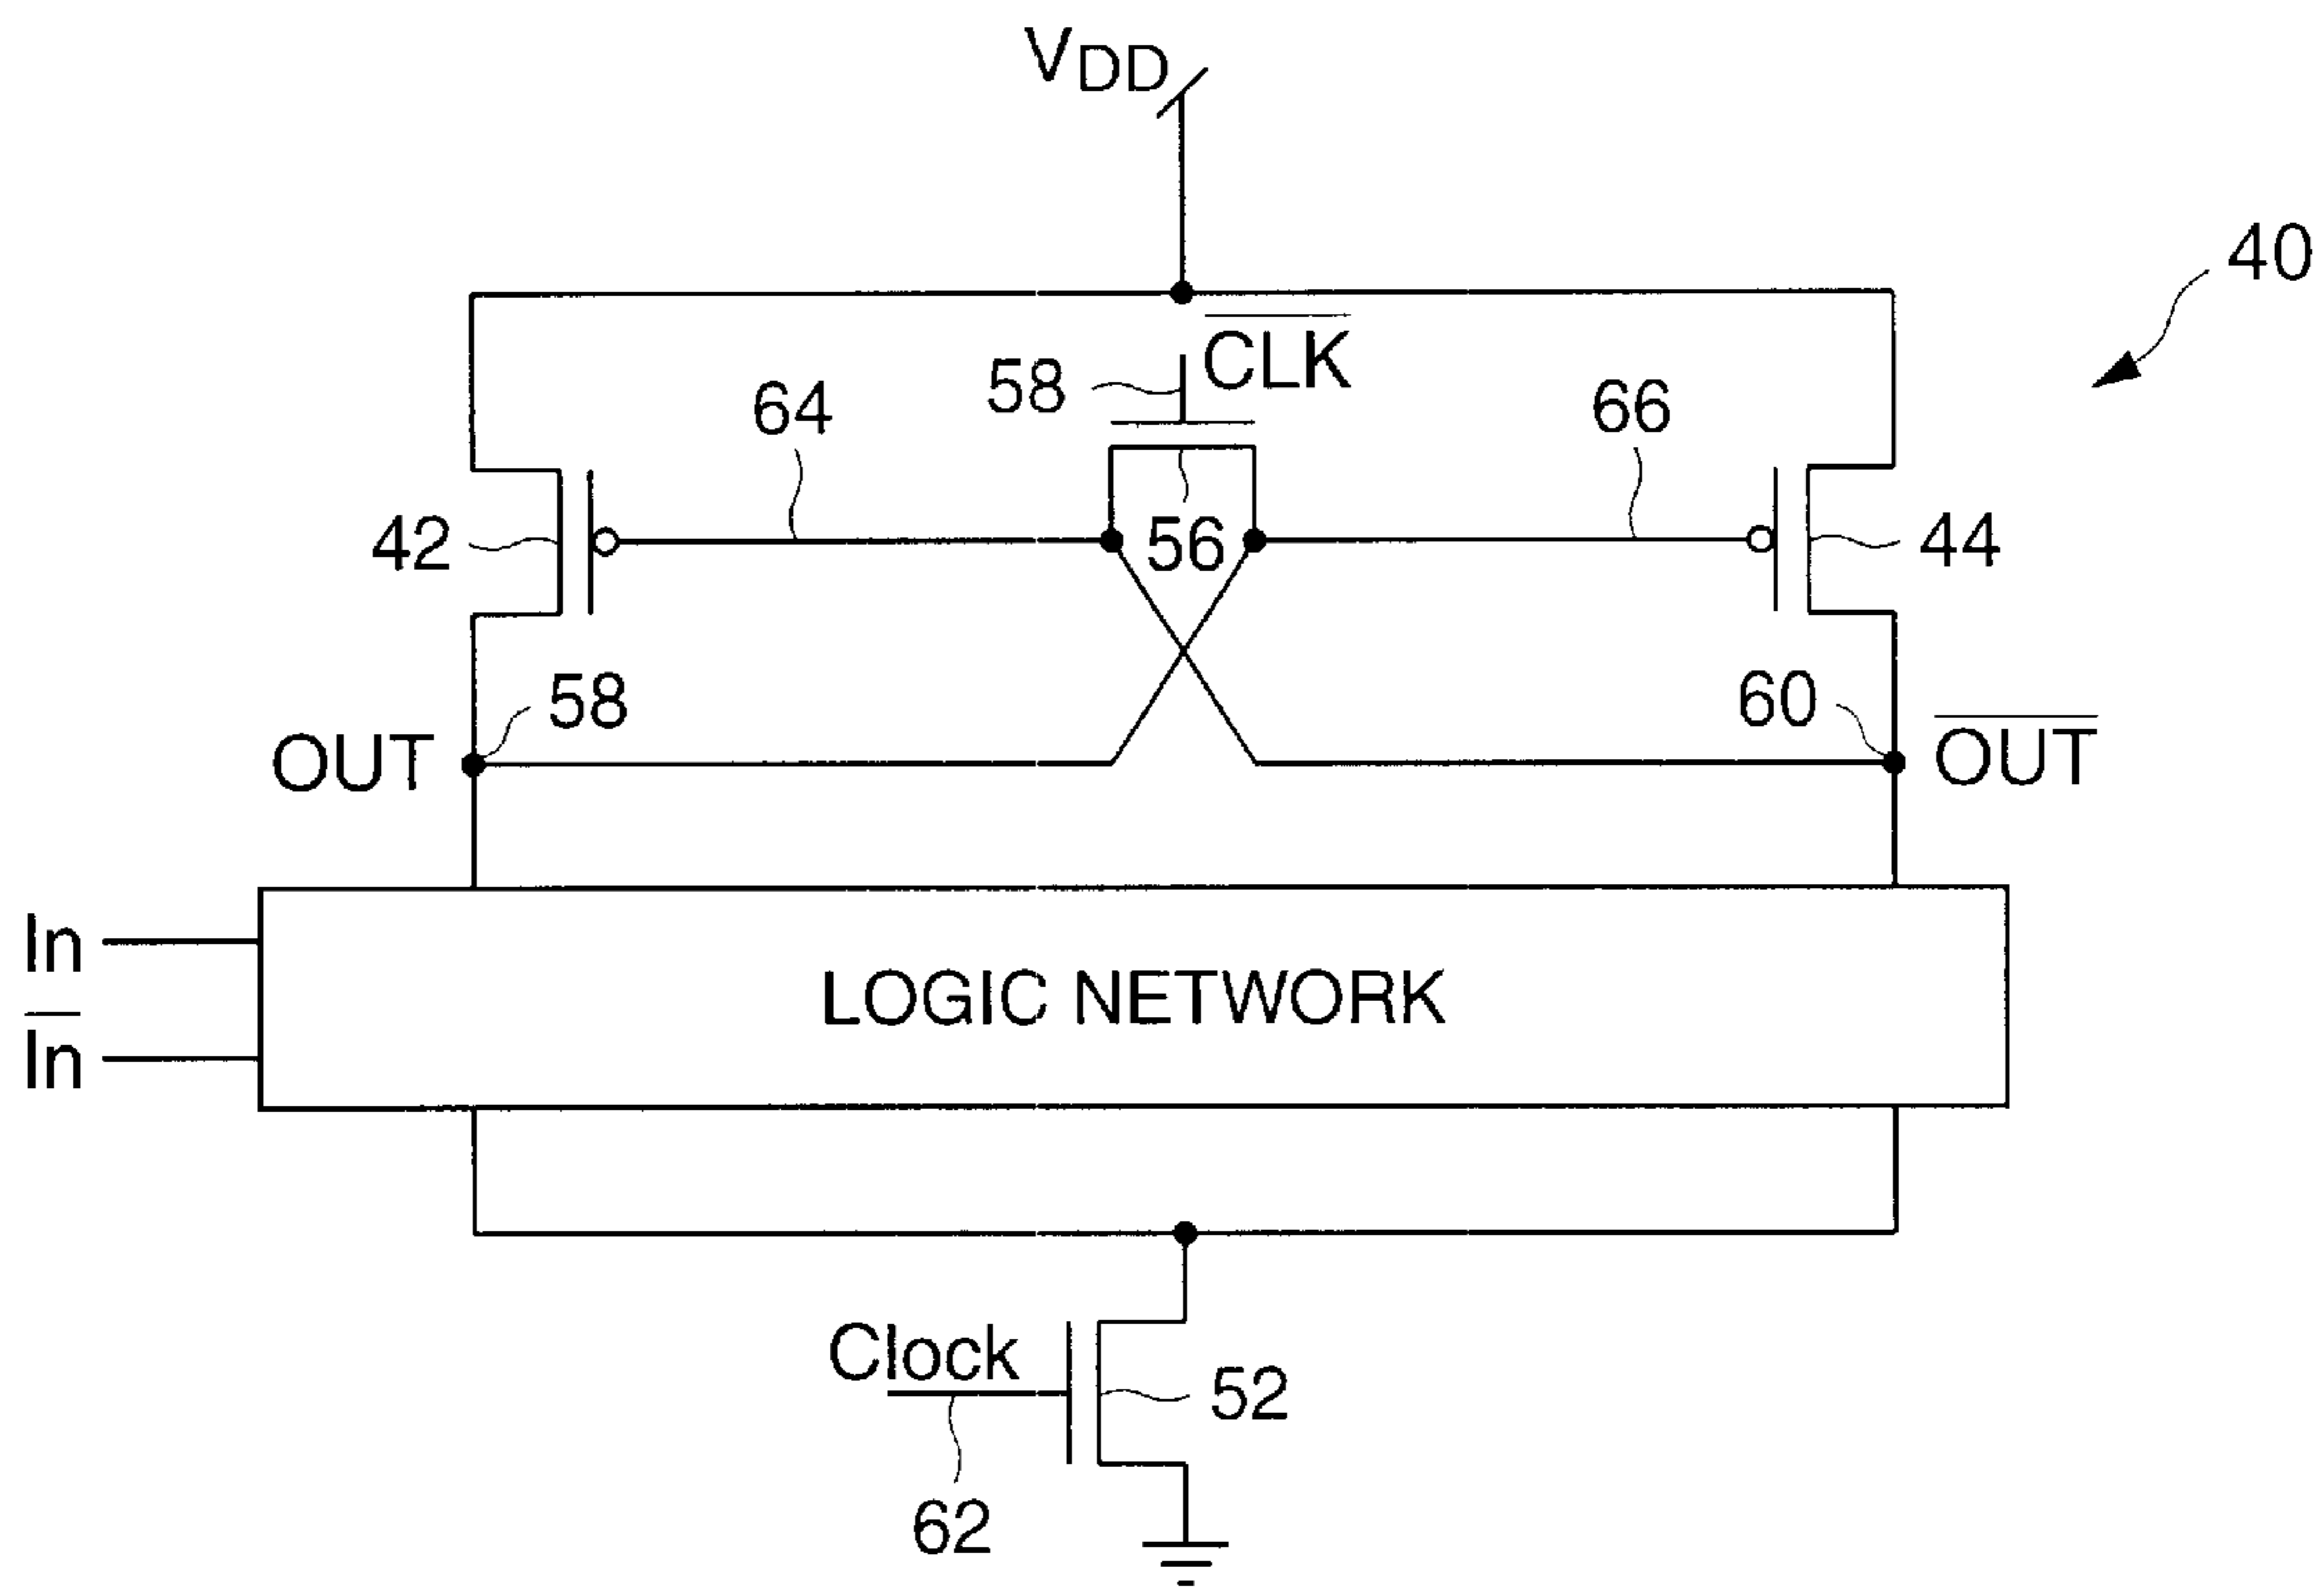 VDD
40
CLK
58
64
66
42
56
44
58
60
OUT
OUT
In
LOGIC NETWORK
In
Clock
52
62